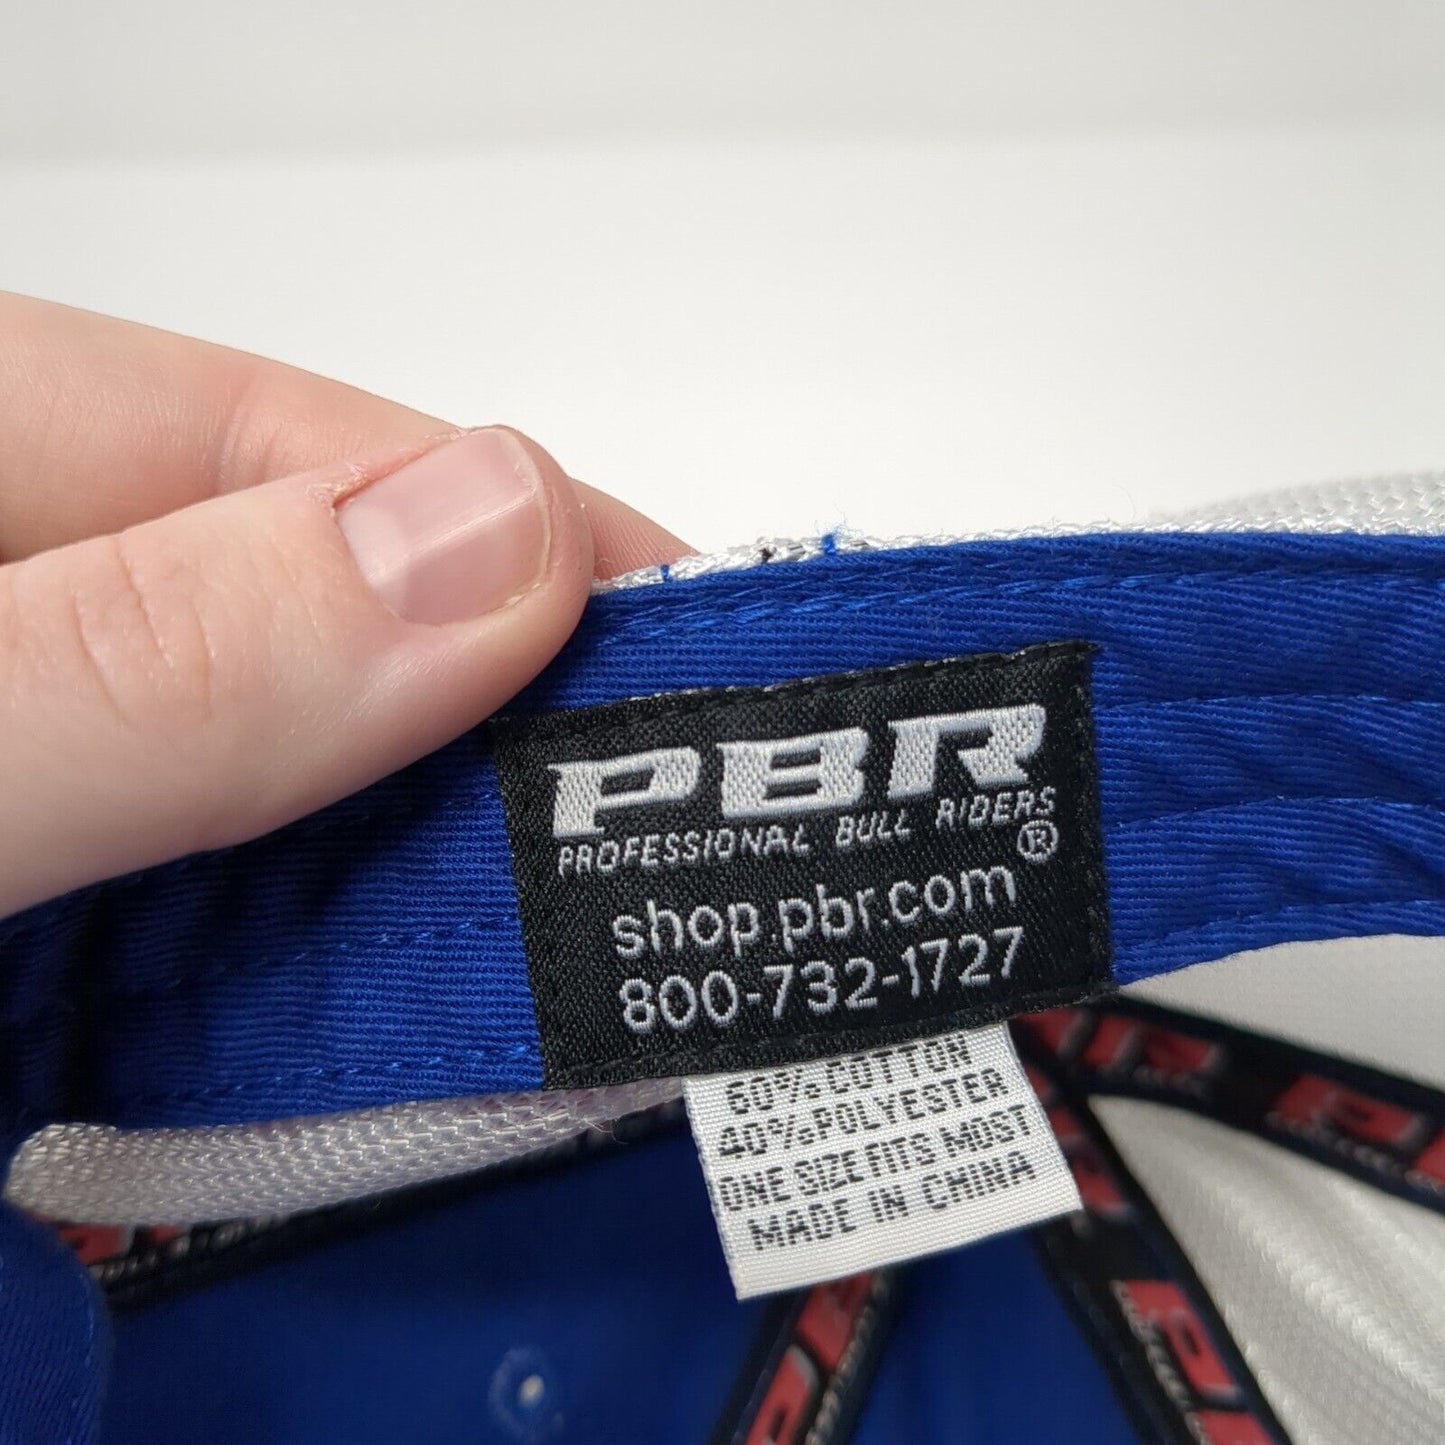 PBR
PROFESSIONAL BULL RIDERS
®
shop.pbr.com
800-732-1727
60% COTTON
40% POLYESTER
ONE SIZE FITS MOST
MADE IN CHINA